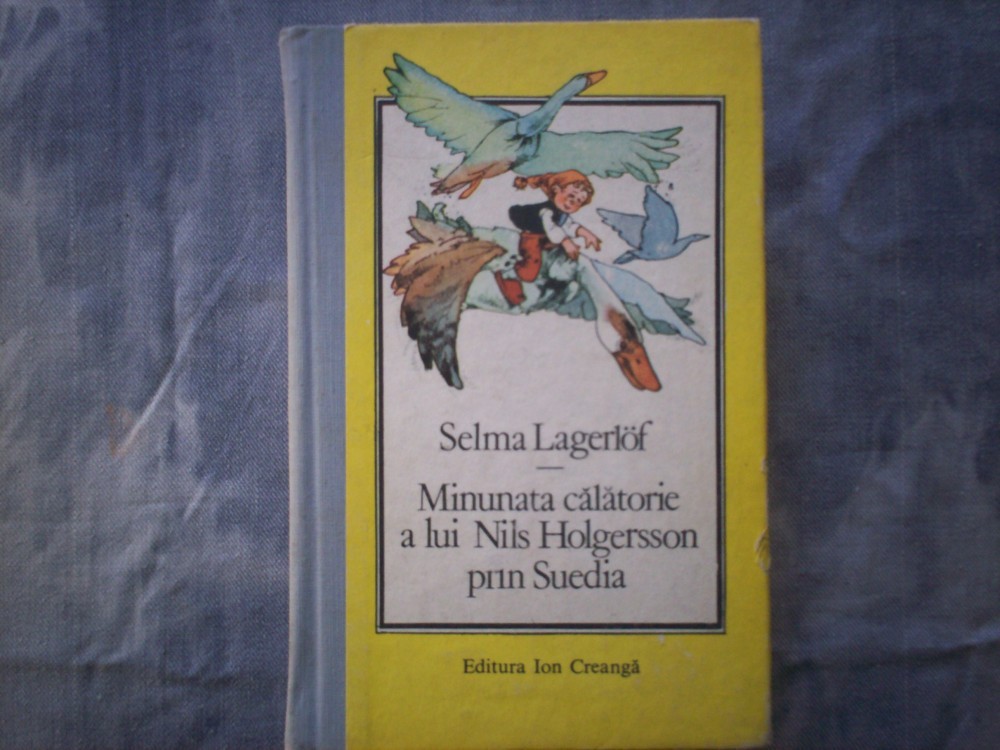 Selma Lagerlöf
Minunata călătorie
a lui Nils Holgersson
prin Suedia
Editura Ion Creangă